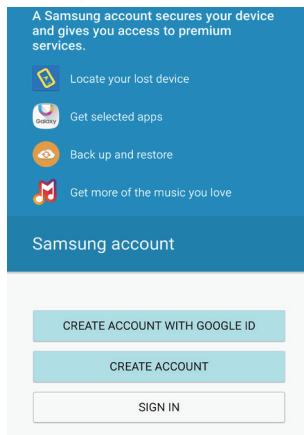 A Samsung account secures your device
and gives you access to premium
services.
Locate your lost device
Galaxy
Get selected apps
Back up and restore
Get more of the music you love
Samsung account
CREATE ACCOUNT WITH GOOGLE ID
CREATE ACCOUNT
SIGN IN